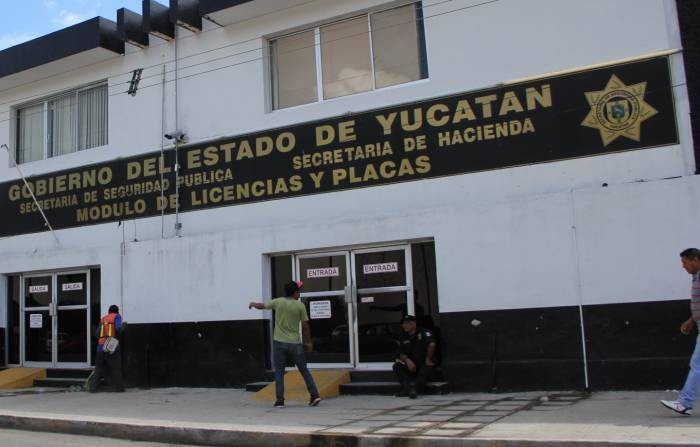 GOBIERNO DEL ESTADO DE YUCATAN
SECRETARIA DE SEGURIDAD PUBLICA SECRETARIA DE HACIENDA
MODULO DE LICENCIAS Y PLACAS
SALIDA SALIDA
ENTRADA ENTRADA